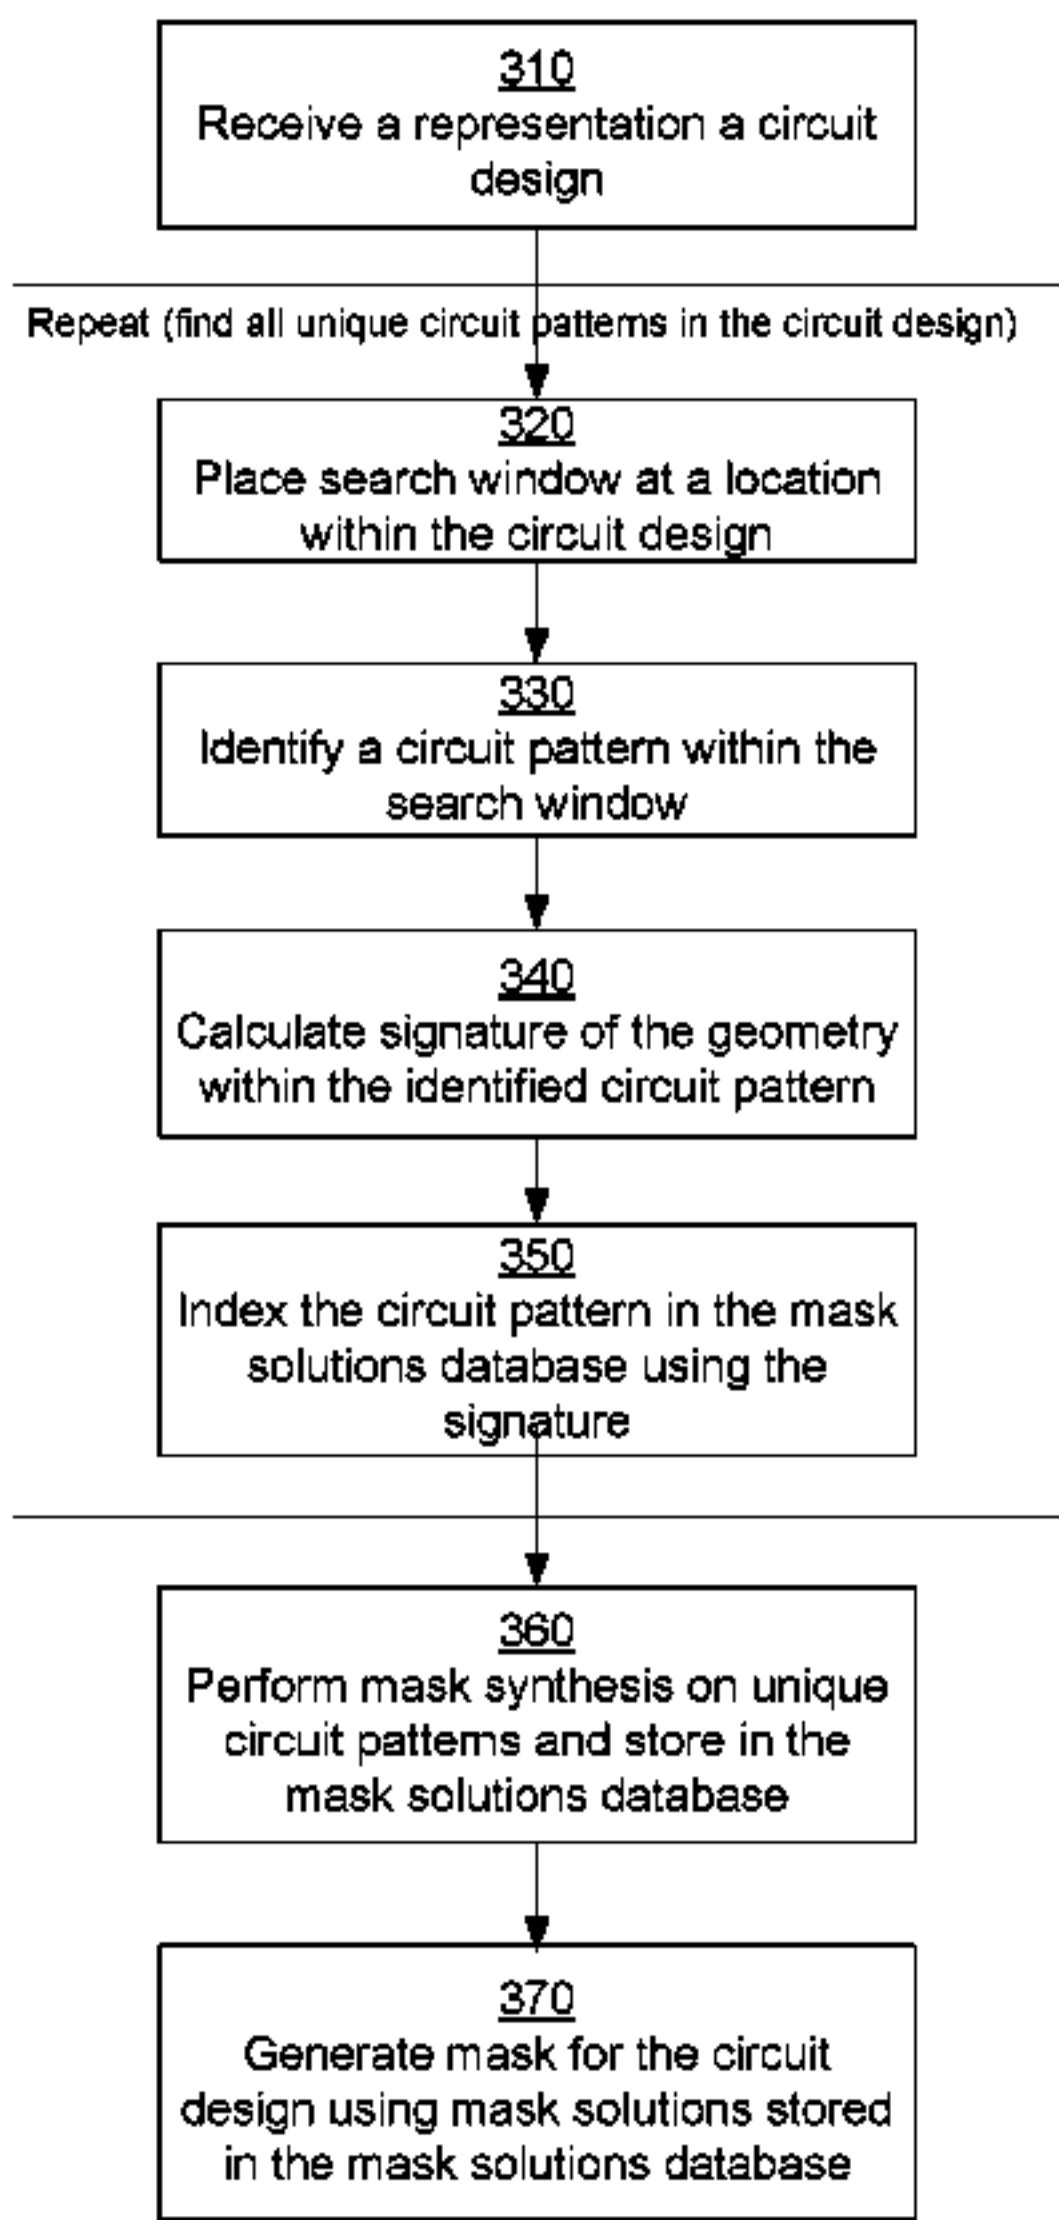 310
Receive a representation a circuit
design
Repeat (find all unique circuit patterns in the circuit design)
320
Place search window at a location
within the circuit design
330
Identify a circuit pattern within the
search window
340
Calculate signature of the geometry
within the identified circuit pattern
350
Index the circuit pattern in the mask
solutions database using the
signature
360
Perform mask synthesis on unique
circuit patterns and store in the
mask solutions database
370
Generate mask for the circuit
design using mask solutions stored
in the mask solutions database